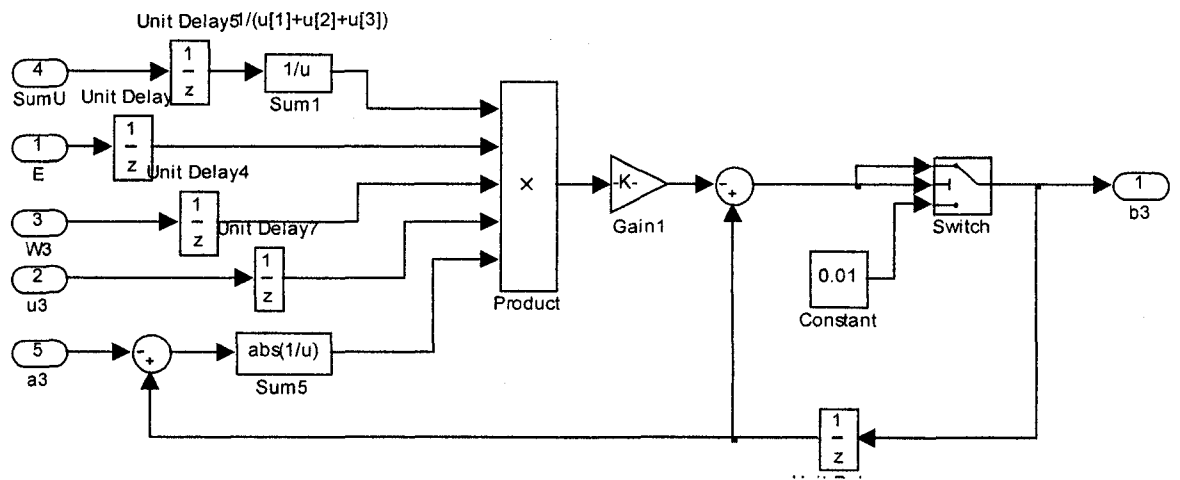 Unit Delay5 1/(u[1]+u[2]+u[3])
4
SumU
1
z
1/u
Sum1
Unit Delay
1
E
1
z
Unit Delay4
3
W3
1
z
Unit Delay7
2
u3
1
z
5
a3
-
+
abs(1/u)
Sum5
×
Product
-K-
Gain1
-
+
0.01
Constant
Switch
1
b3
1
z